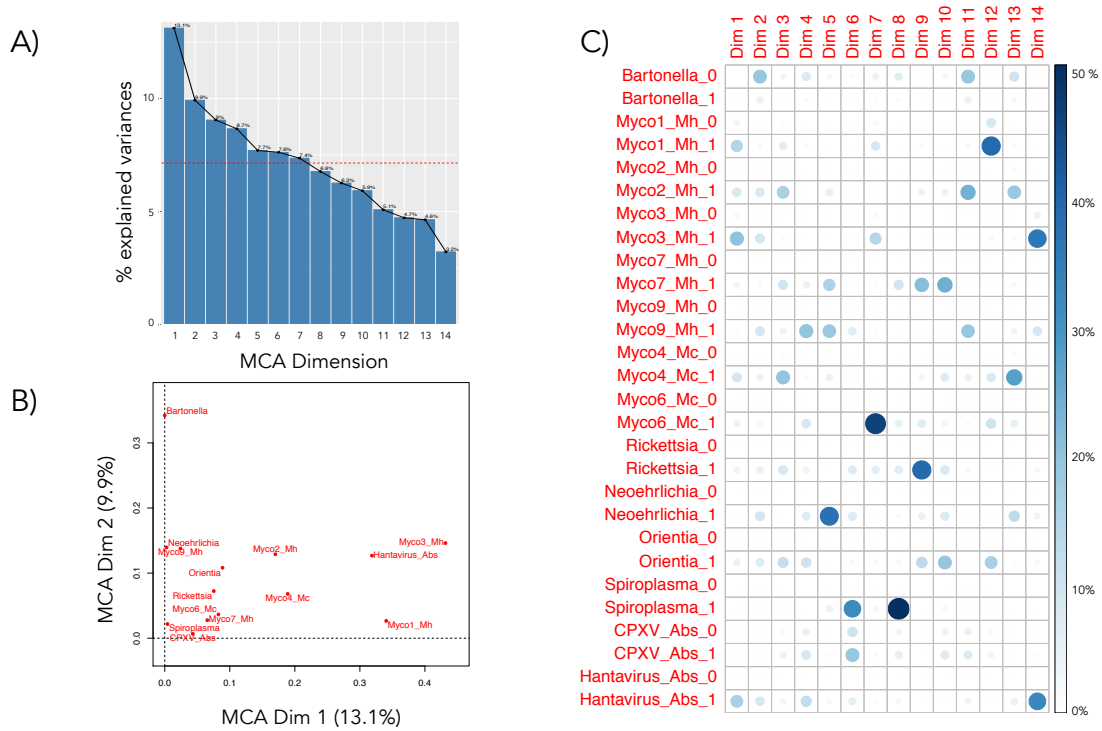 A)
% explained variances
10
5
0
13.1%
9.9%
9%
8.7%
7.7%
7.6%
7.4%
6.8%
6.3%
5.9%
5.1%
4.7%
4.6%
3.2%
1 2 3 4 5 6 7 8 9 10 11 12 13 14
MCA Dimension
B)
MCA Dim 2 (9.9%)
0.3
0.2
0.1
0.0
Bartonella
Neoehrlichia
Myco9_Mh
Myco2_Mh
Myco3_Mh
Hantavirus_Abs
Orientia
Rickettsia
Myco4_Mc
Myco6_Mc
Myco7_Mh
Myco1_Mh
Spiroplasma
CPXV_Abs
0.0 0.1 0.2 0.3 0.4
MCA Dim 1 (13.1%)
C)
Dim 1
Dim 2
Dim 3
Dim 4
Dim 5
Dim 6
Dim 7
Dim 8
Dim 9
Dim 10
Dim 11
Dim 12
Dim 13
Dim 14
Bartonella_0
Bartonella_1
Myco1_Mh_0
Myco1_Mh_1
Myco2_Mh_0
Myco2_Mh_1
Myco3_Mh_0
Myco3_Mh_1
Myco7_Mh_0
Myco7_Mh_1
Myco9_Mh_0
Myco9_Mh_1
Myco4_Mc_0
Myco4_Mc_1
Myco6_Mc_0
Myco6_Mc_1
Rickettsia_0
Rickettsia_1
Neoehrlichia_0
Neoehrlichia_1
Orientia_0
Orientia_1
Spiroplasma_0
Spiroplasma_1
CPXV_Abs_0
CPXV_Abs_1
Hantavirus_Abs_0
Hantavirus_Abs_1
50 %
40 %
30%
20%
10%
0%